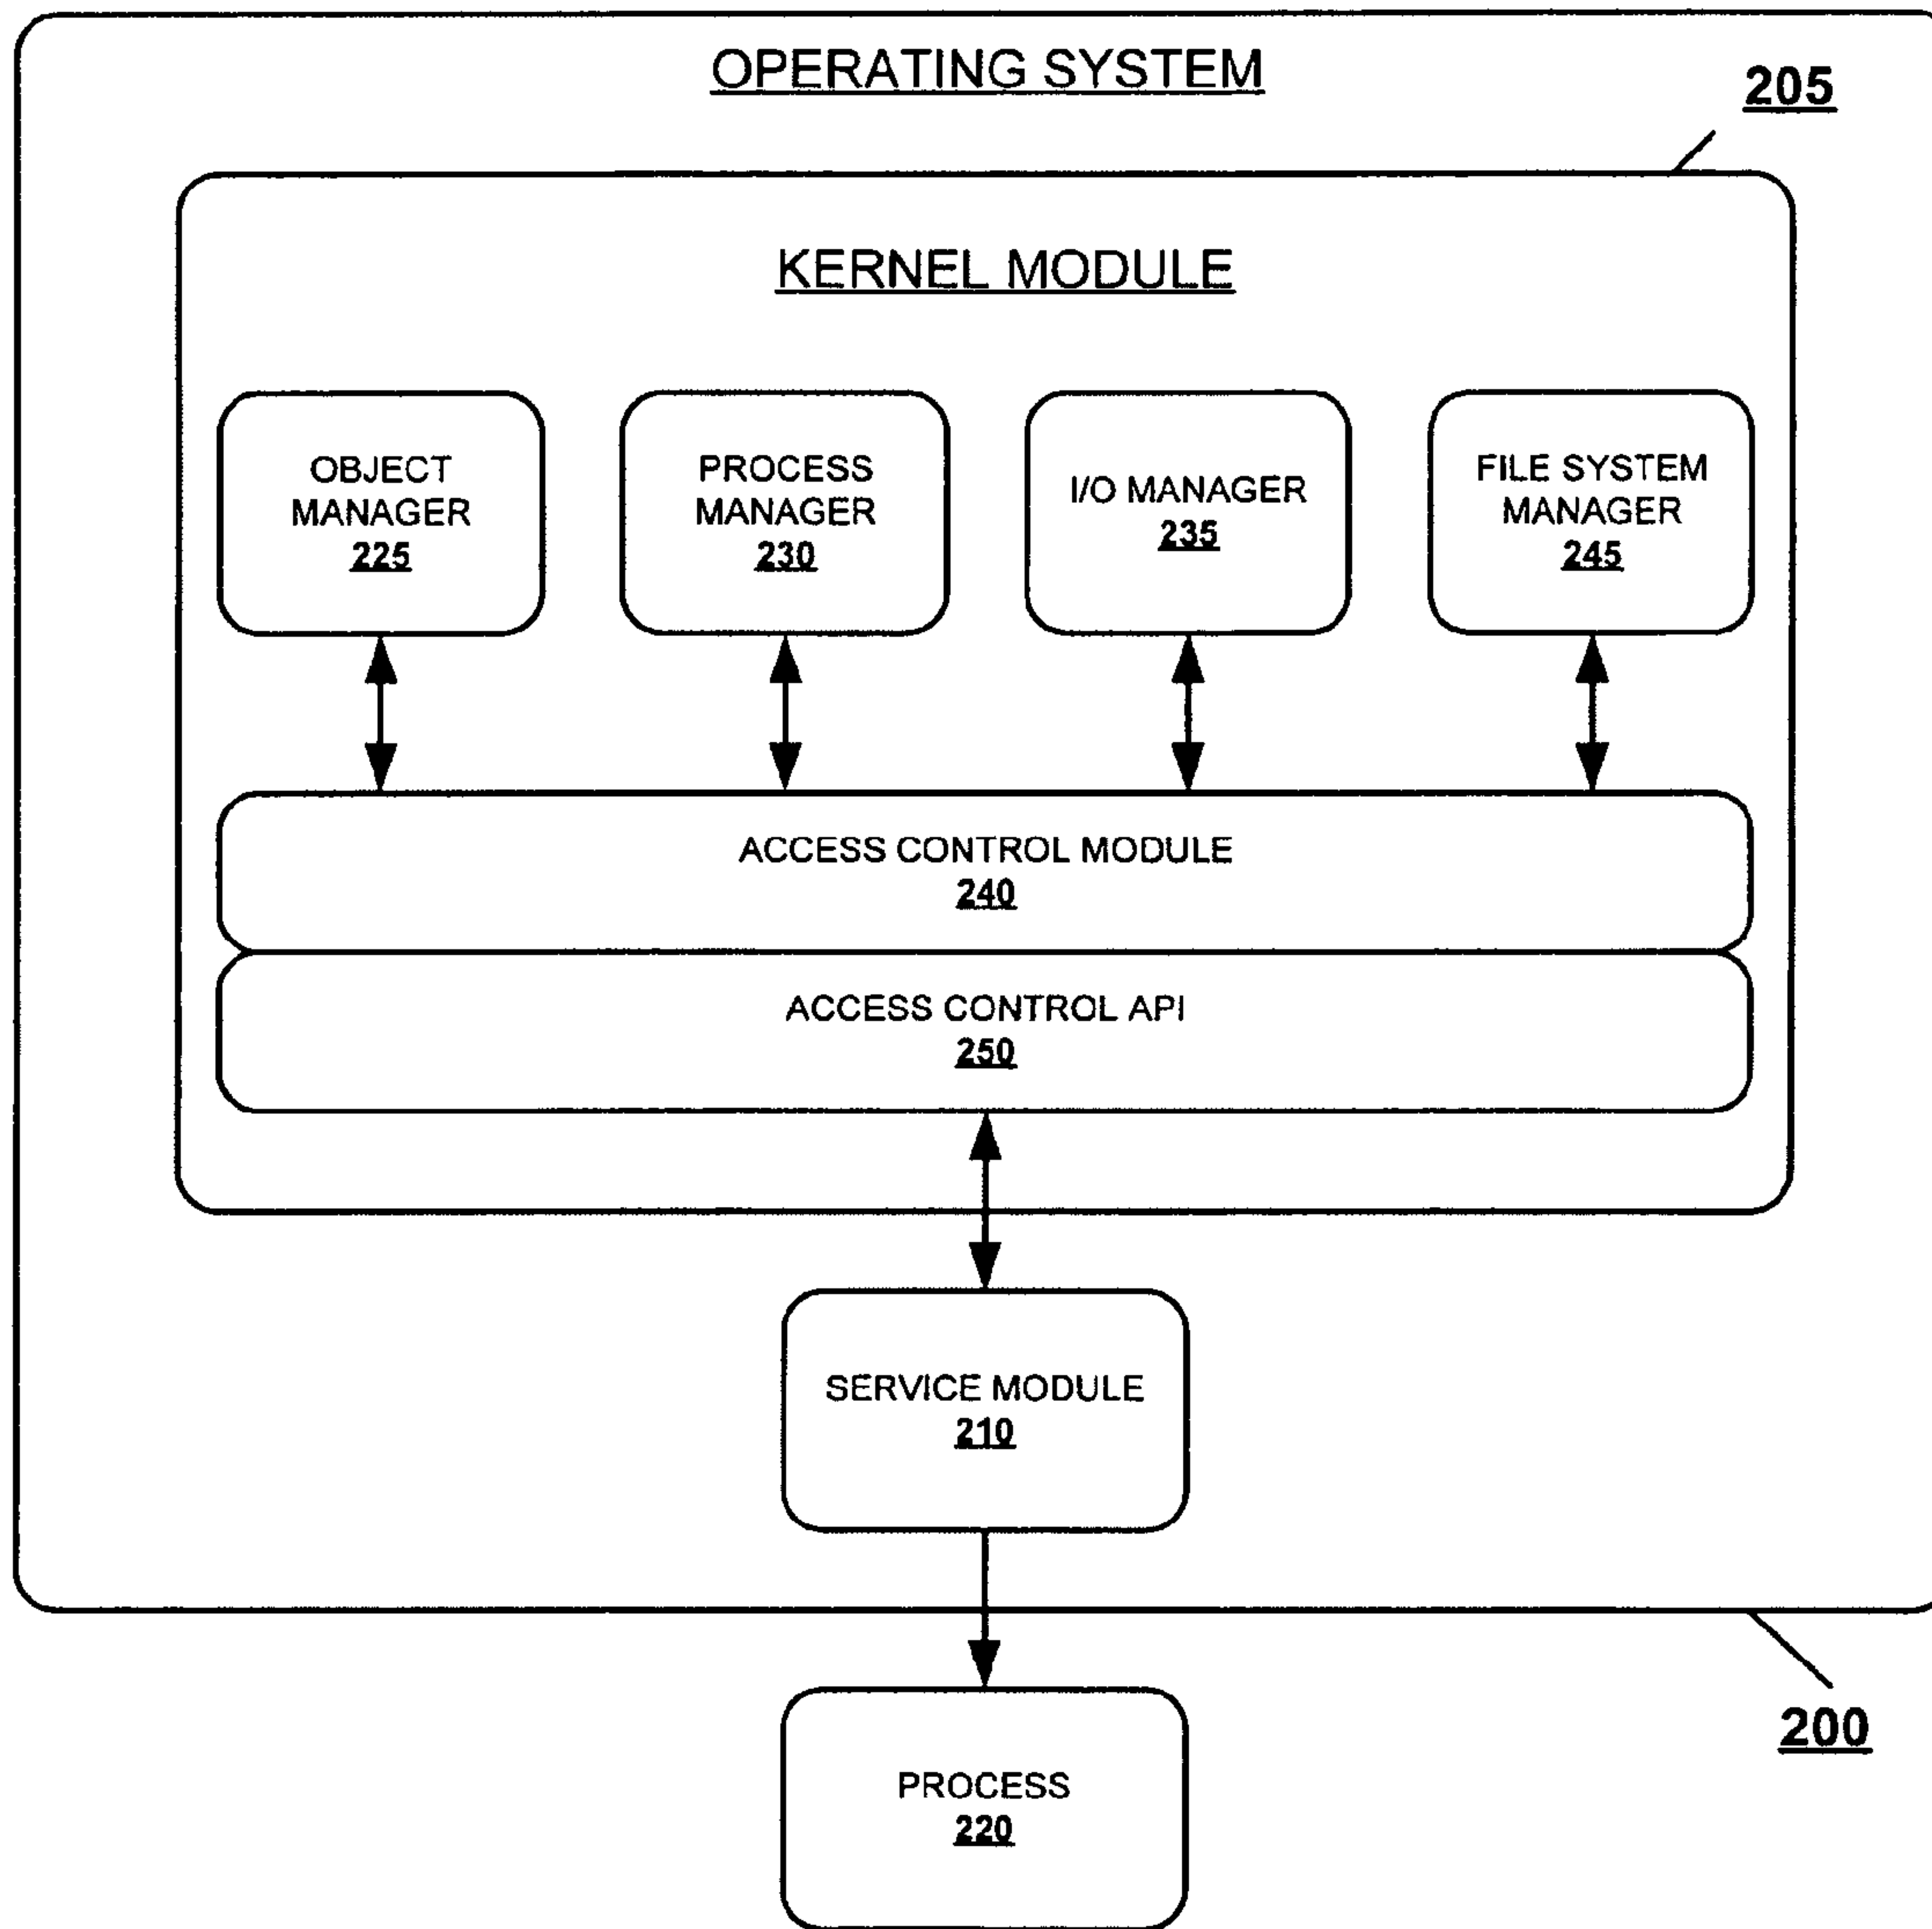 OPERATING SYSTEM
205
KERNEL MODULE
OBJECT
MANAGER
225
PROCESS
MANAGER
230
I/O MANAGER
235
FILE SYSTEM
MANAGER
245
ACCESS CONTROL MODULE
240
ACCESS CONTROL API
250
SERVICE MODULE
210
200
PROCESS
220